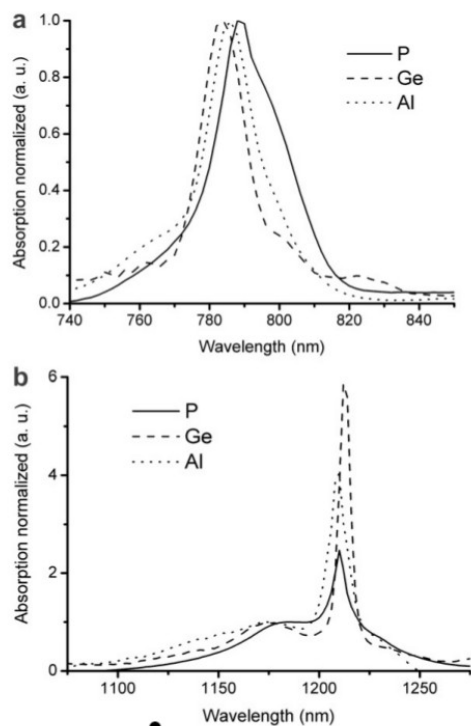 a
Absorption normalized (a. u.)
1.0
0.8
0.6
0.4
0.2
0.0
P
Ge
Al
740 760 780 800 820 840
Wavelength (nm)
b
Absorption normalized (a. u.)
6
4
2
0
P
Ge
Al
1100 1150 1200 1250
Wavelength (nm)